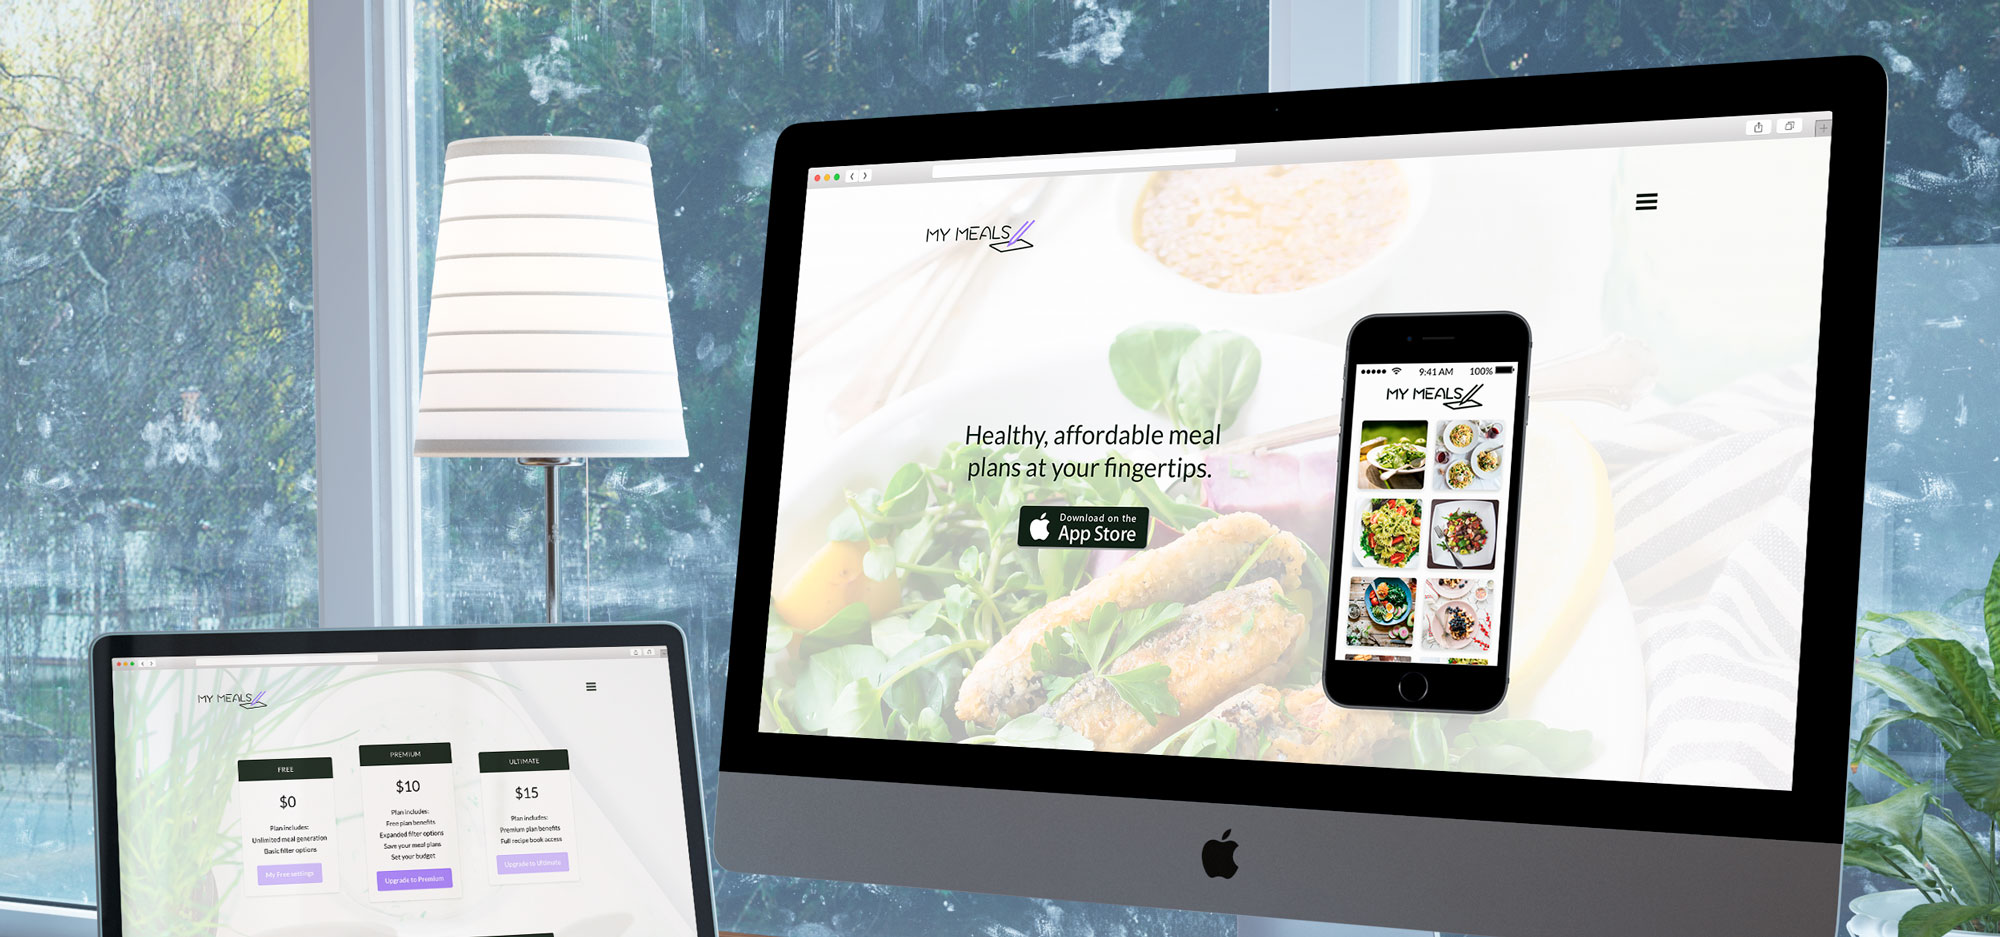 MY MEALS
Healthy, affordable meal
plans at your fingertips.
Download on the
App Store
9:41 AM 100%
MY MEALS
MY MEALS
FREE
$0
Plan includes:
Unlimited meal generation
Basic filter options
My Free settings
PREMIUM
$10
Plan includes:
Free plan benefits
Expanded filter options
Save your meal plans
Set your budget
Upgrade to Premium
ULTIMATE
$15
Plan includes:
Premium plan benefits
Full recipe book access
Upgrade to Ultimate